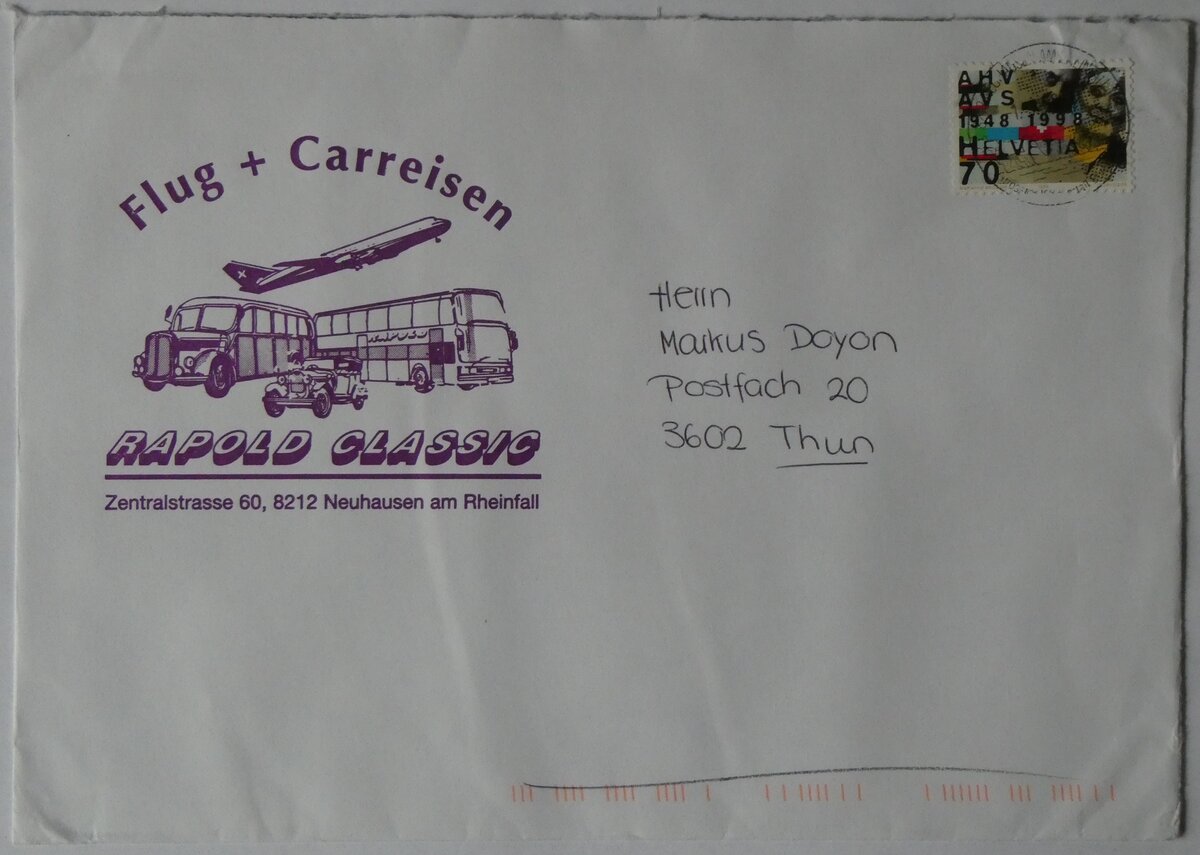 Flug + Carreisen
RAPOLD
RAPOLD CLASSIC
Zentralstrasse 60, 8212 Neuhausen am Rheinfall
AHV
AVS
1948 1998
HELVETIA
70
Herrn
Markus Doyon
Postfach 20
3602 Thun